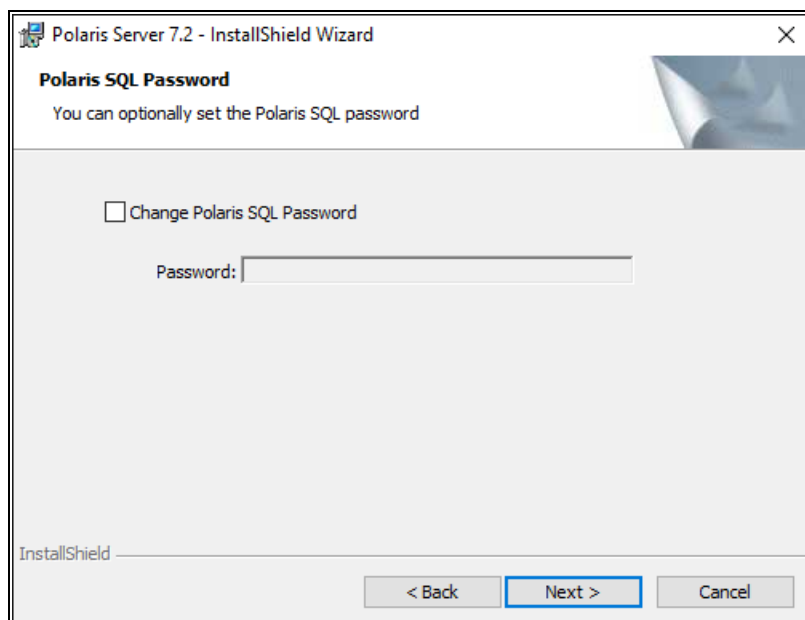 Polaris Server 7.2 - InstallShield Wizard
Polaris SQL Password
You can optionally set the Polaris SQL password
Change Polaris SQL Password
Password:
InstallShield
< Back
Next >
Cancel